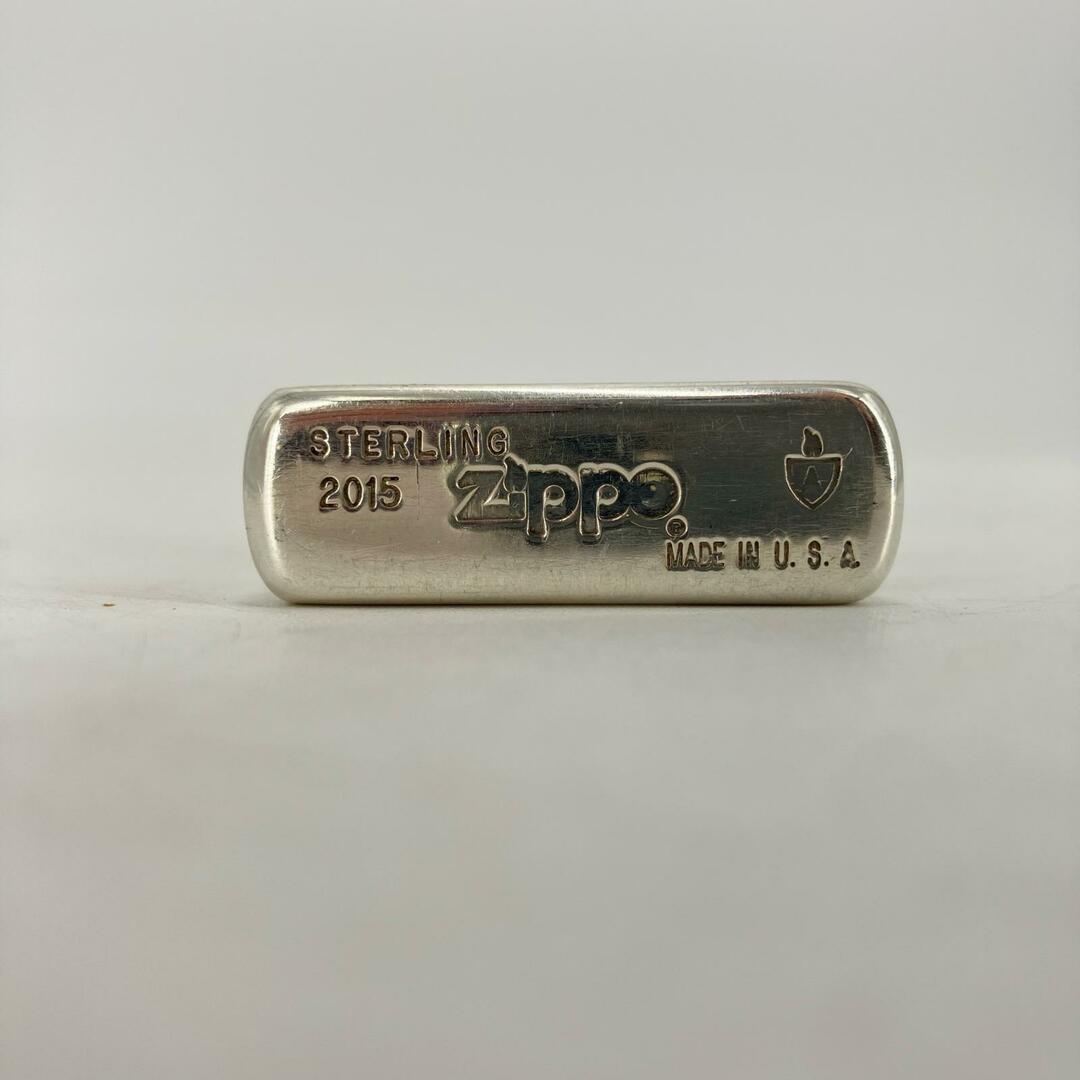 STERLING
2015
Zippo®
MADE IN U.S.A.
A